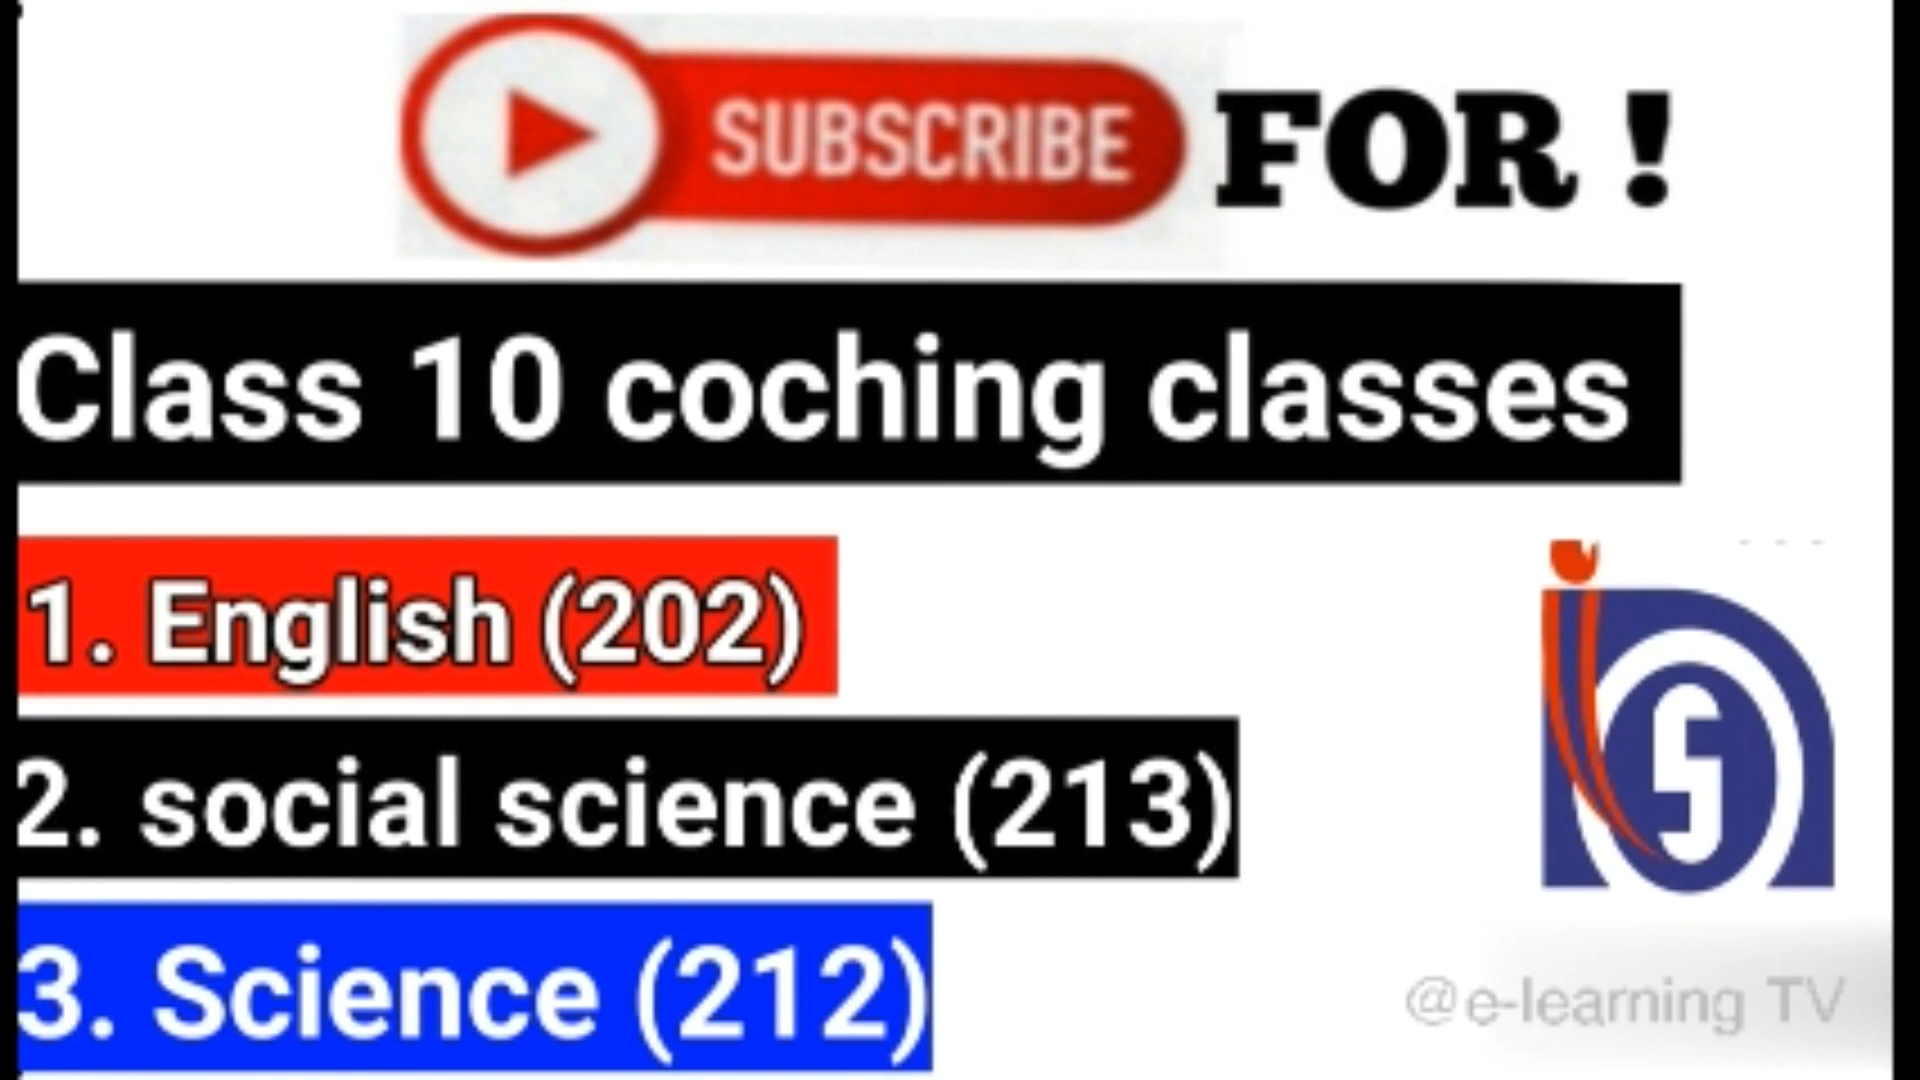 SUBSCRIBE FOR !
Class 10 coching classes
1. English (202)
2. social science (213)
3. Science (212)
@e-learning TV